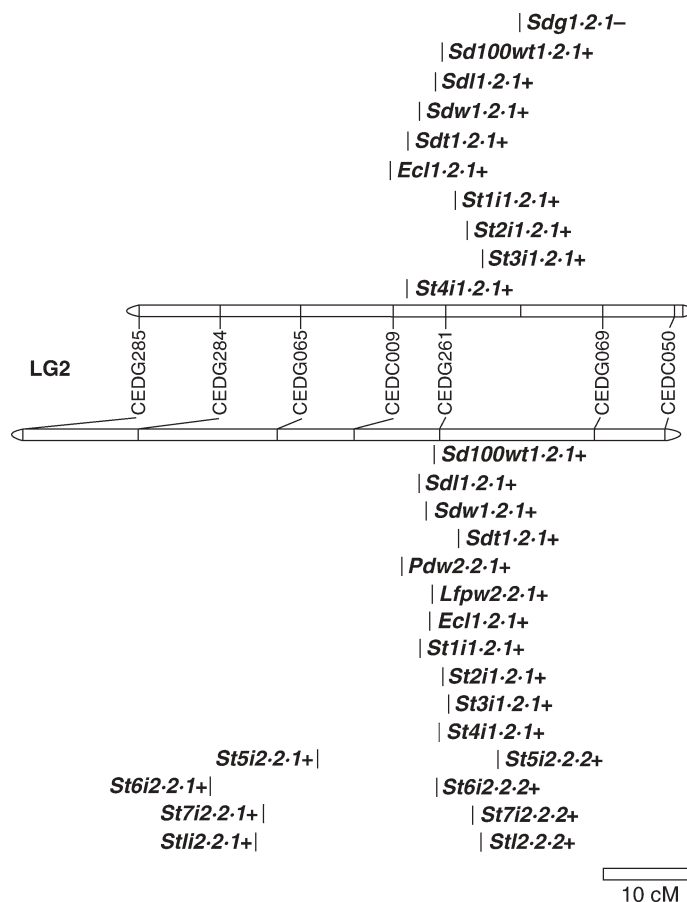 Sdg1·2·1–
Sd100wt1·2·1+
Sdl1·2·1+
Sdw1·2·1+
Sdt1·2·1+
Ecl1·2·1+
St1i1·2·1+
St2i1·2·1+
St3i1·2·1+
St4i1·2·1+
LG2
CEDG285
CEDG284
CEDG065
CEDC009
CEDG261
CEDG069
CEDC050
Sd100wt1·2·1+
Sdl1·2·1+
Sdw1·2·1+
Sdt1·2·1+
Pdw2·2·1+
Lfpw2·2·1+
Ecl1·2·1+
St1i1·2·1+
St2i1·2·1+
St3i1·2·1+
St4i1·2·1+
St5i2·2·1+ St5i2·2·2+
St6i2·2·1+ St6i2·2·2+
St7i2·2·1+ St7i2·2·2+
Stli2·2·1+ Stl2·2·2+
10 cM